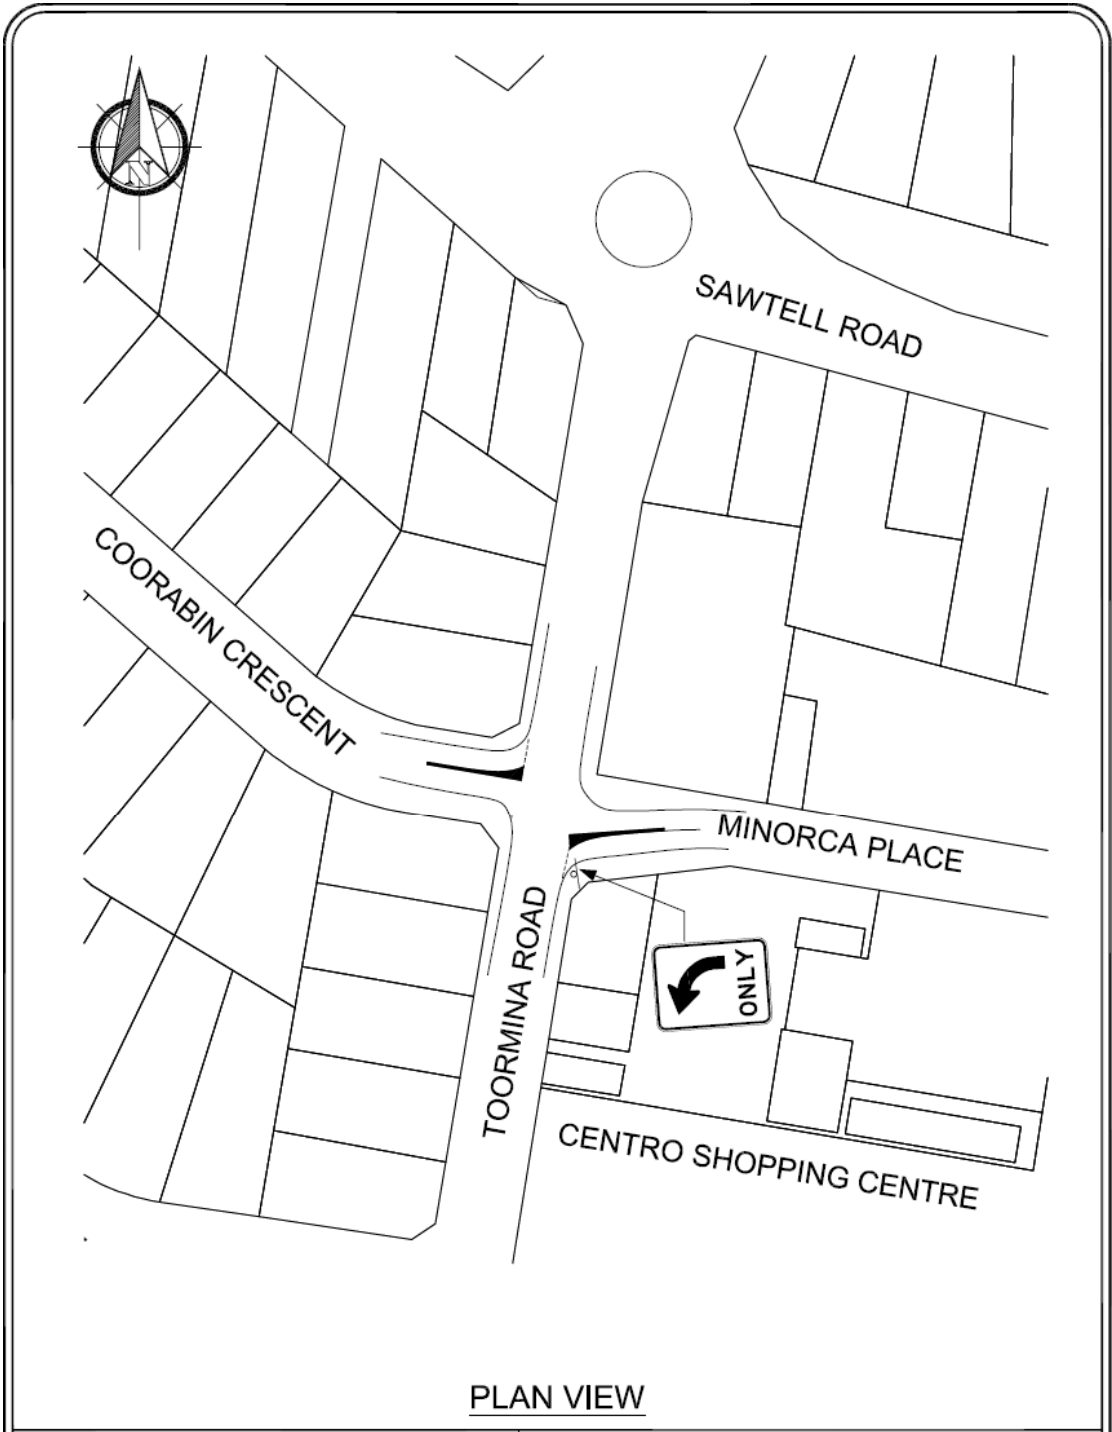 N
SAWTELL ROAD
COORABIN CRESCENT
MINORCA PLACE
TOORMINA ROAD
ONLY
CENTRO SHOPPING CENTRE
PLAN VIEW